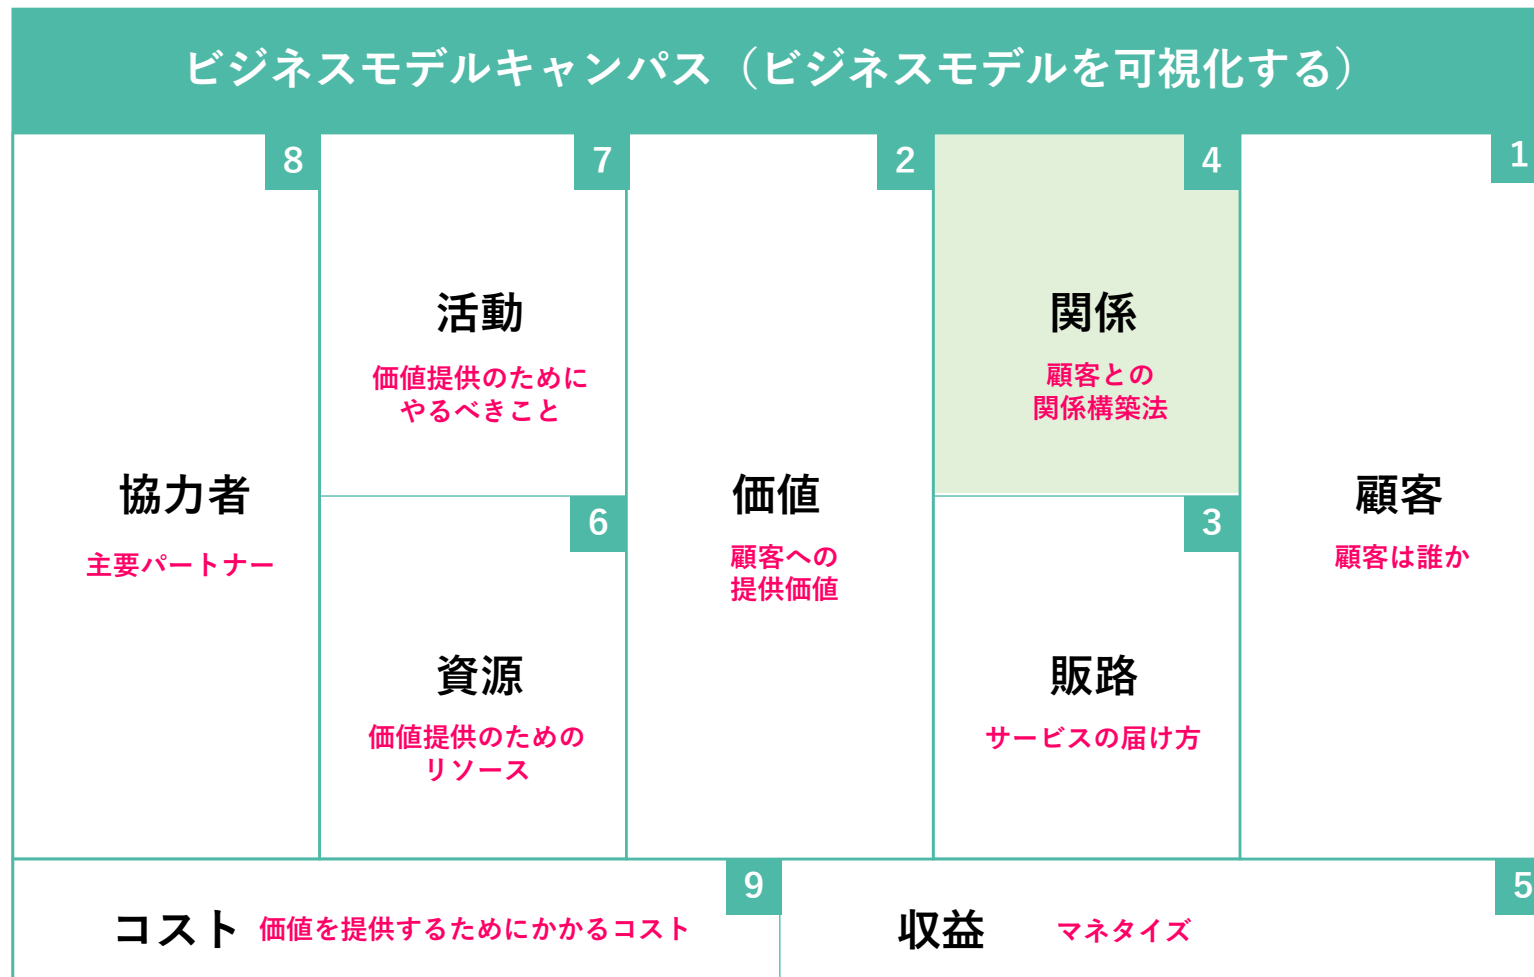 ビジネスモデルキャンパス（ビジネスモデルを可視化する）
8
協力者
主要パートナー
7
活動
価値提供のために
やるべきこと
6
資源
価値提供のための
リソース
2
価値
顧客への
提供価値
4
関係
顧客との
関係構築法
3
販路
サービスの届け方
1
顧客
顧客は誰か
9
コスト 価値を提供するためにかかるコスト
5
収益 マネタイズ